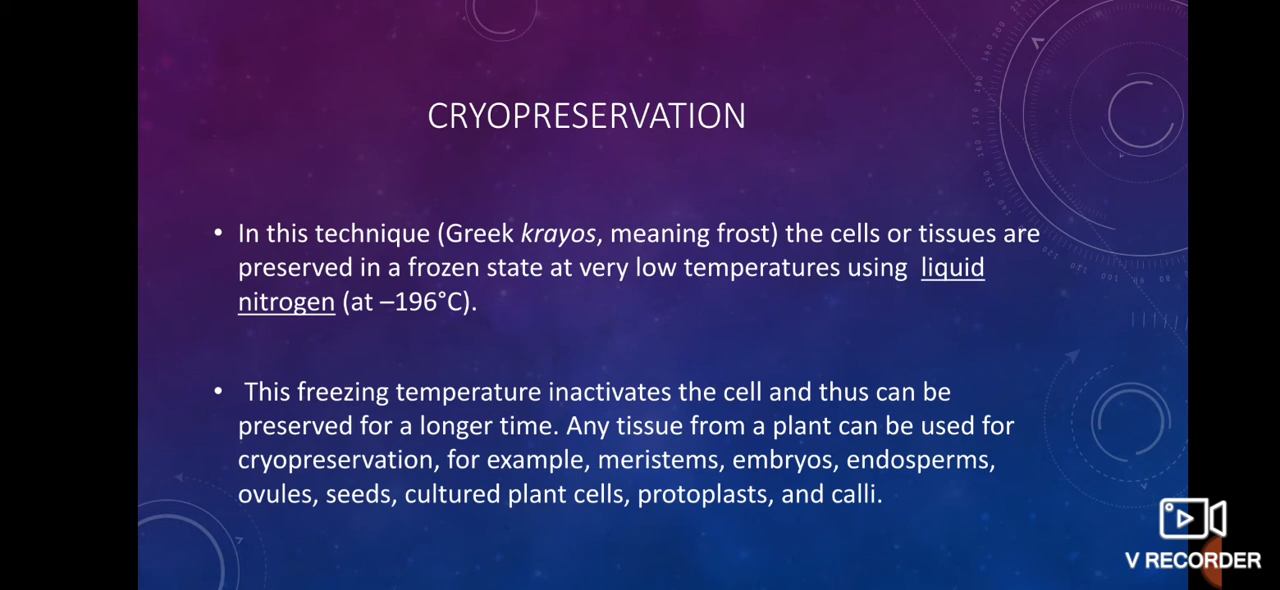 CRYOPRESERVATION
• In this technique (Greek krayos, meaning frost) the cells or tissues are
preserved in a frozen state at very low temperatures using liquid
nitrogen (at –196°C).
• This freezing temperature inactivates the cell and thus can be
preserved for a longer time. Any tissue from a plant can be used for
cryopreservation, for example, meristems, embryos, endosperms,
ovules, seeds, cultured plant cells, protoplasts, and calli.
V RECORDER